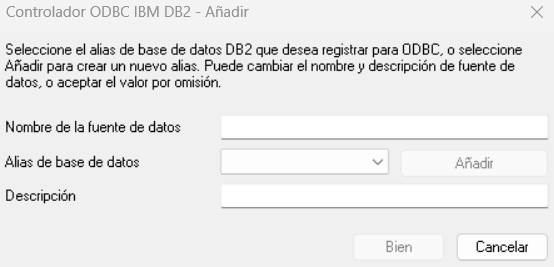 Controlador ODBC IBM DB2 - Añadir
Seleccione el alias de base de datos DB2 que desea registrar para ODBC, o seleccione
Añadir para crear un nuevo alias. Puede cambiar el nombre y descripción de fuente de
datos, o aceptar el valor por omisión.
Nombre de la fuente de datos
Alias de base de datos
Añadir
Descripción
Bien
Cancelar